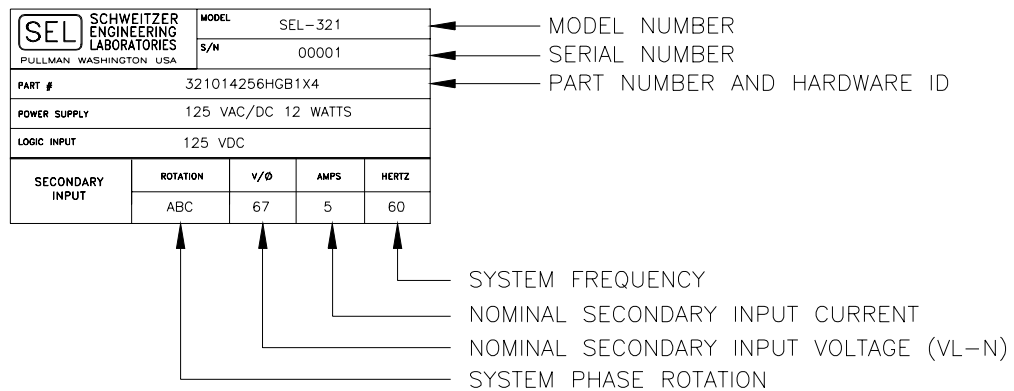 SEL
SCHWEITZER
ENGINEERING
LABORATORIES
PULLMAN WASHINGTON USA
MODEL SEL-321
S/N 00001
PART # 321014256HGB1X4
POWER SUPPLY 125 VAC/DC 12 WATTS
LOGIC INPUT 125 VDC
SECONDARY
INPUT
ROTATION V/Ø AMPS HERTZ
ABC 67 5 60
MODEL NUMBER
SERIAL NUMBER
PART NUMBER AND HARDWARE ID
SYSTEM FREQUENCY
NOMINAL SECONDARY INPUT CURRENT
NOMINAL SECONDARY INPUT VOLTAGE (VL-N)
SYSTEM PHASE ROTATION